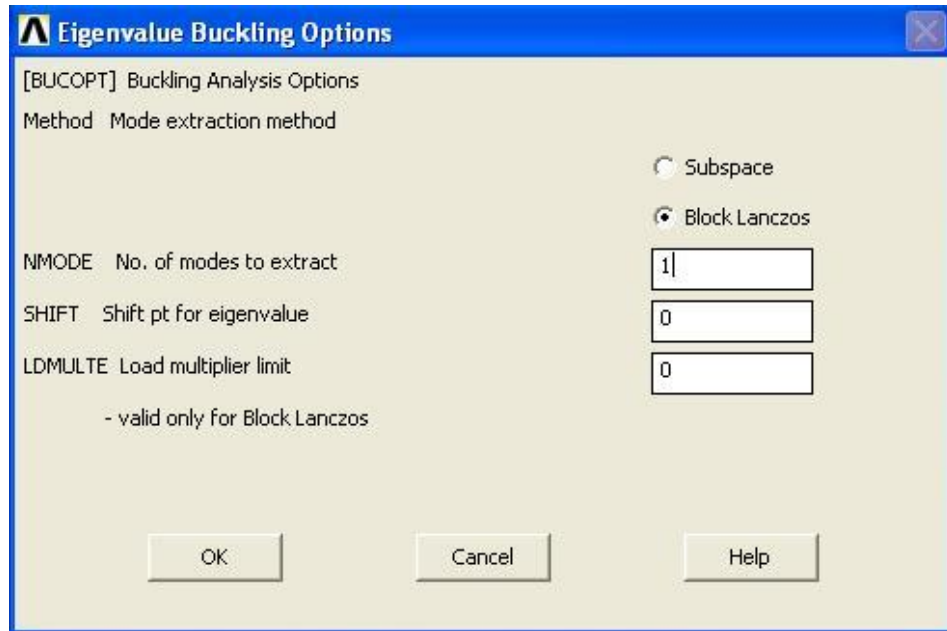 Eigenvalue Buckling Options
[BUCOPT] Buckling Analysis Options
Method Mode extraction method
Subspace
Block Lanczos
NMODE No. of modes to extract 1
SHIFT Shift pt for eigenvalue 0
LDMULTE Load multiplier limit 0
- valid only for Block Lanczos
OK Cancel Help